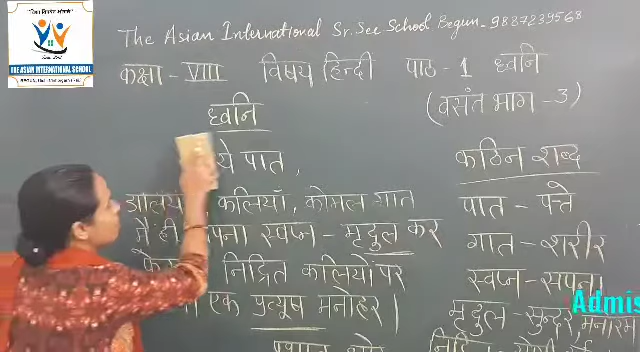 THE ASIAN INTERNATIONAL SCHOOL
The Asian International Sr. Sec School Begun - 9887239568
कक्षा - VIII विषय हिन्दी पाठ - 1 ध्वनि
(वसंत भाग - 3)
ध्वनि
ये पात,
डालियाँ कलियाँ, कोमल गात
मैं ही स्वप्न - मृदुल कर
निद्रित कलियों पर
एक प्रत्यूष मनोहर।
कठिन शब्द
पात - पत्ते
गात - शरीर
स्वप्न - सपना
मृदुल - सुन्दर, मनोरम
Admis